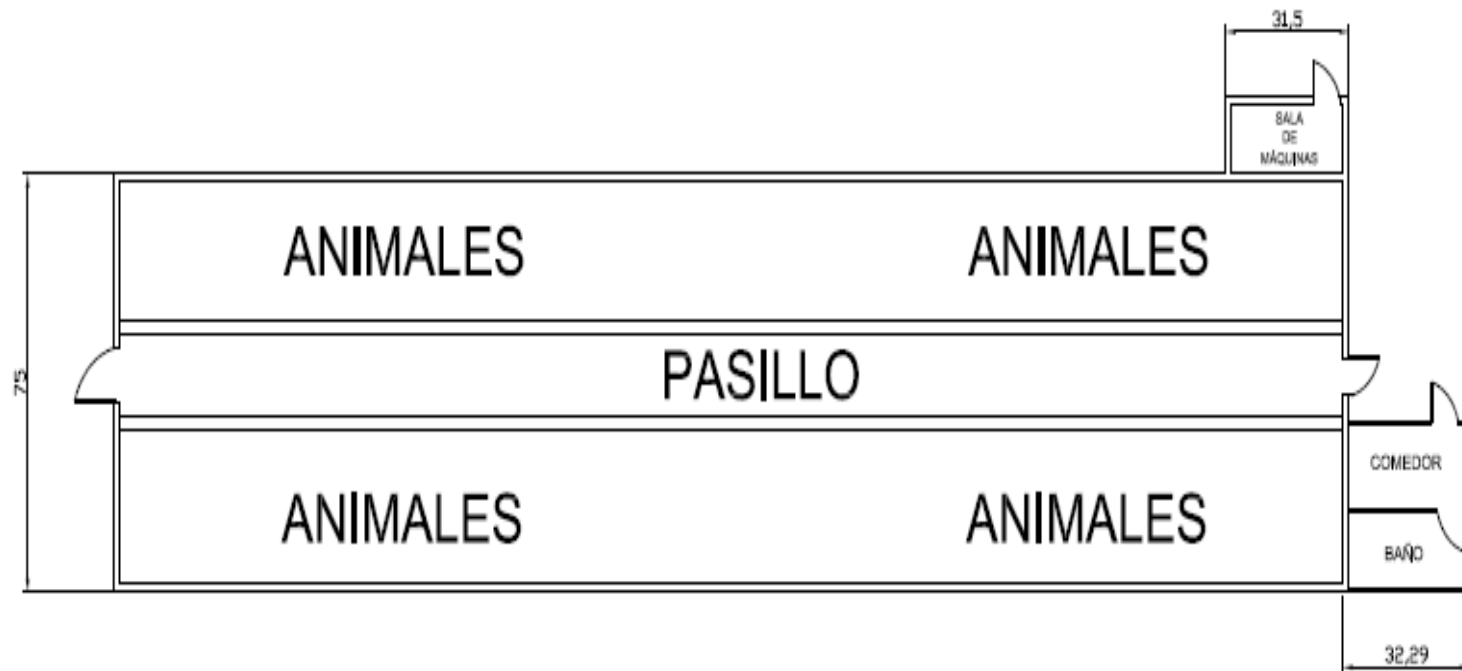 31,5
SALA
DE
MÁQUINAS
ANIMALES ANIMALES
75
PASILLO
COMEDOR
ANIMALES ANIMALES
BAÑO
32,29